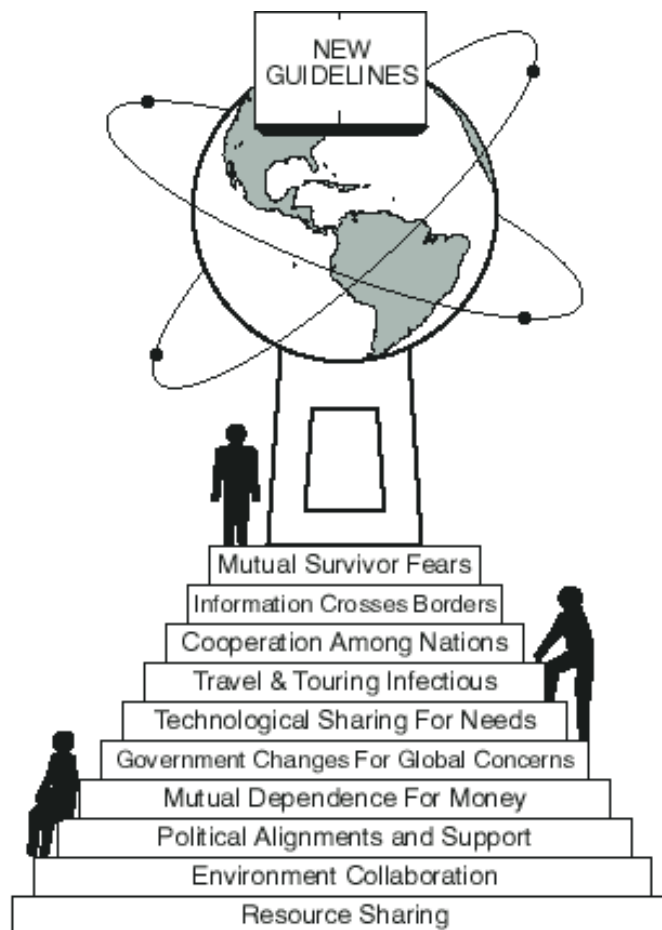 NEW
GUIDELINES
Mutual Survivor Fears
Information Crosses Borders
Cooperation Among Nations
Travel & Touring Infectious
Technological Sharing For Needs
Government Changes For Global Concerns
Mutual Dependence For Money
Political Alignments and Support
Environment Collaboration
Resource Sharing